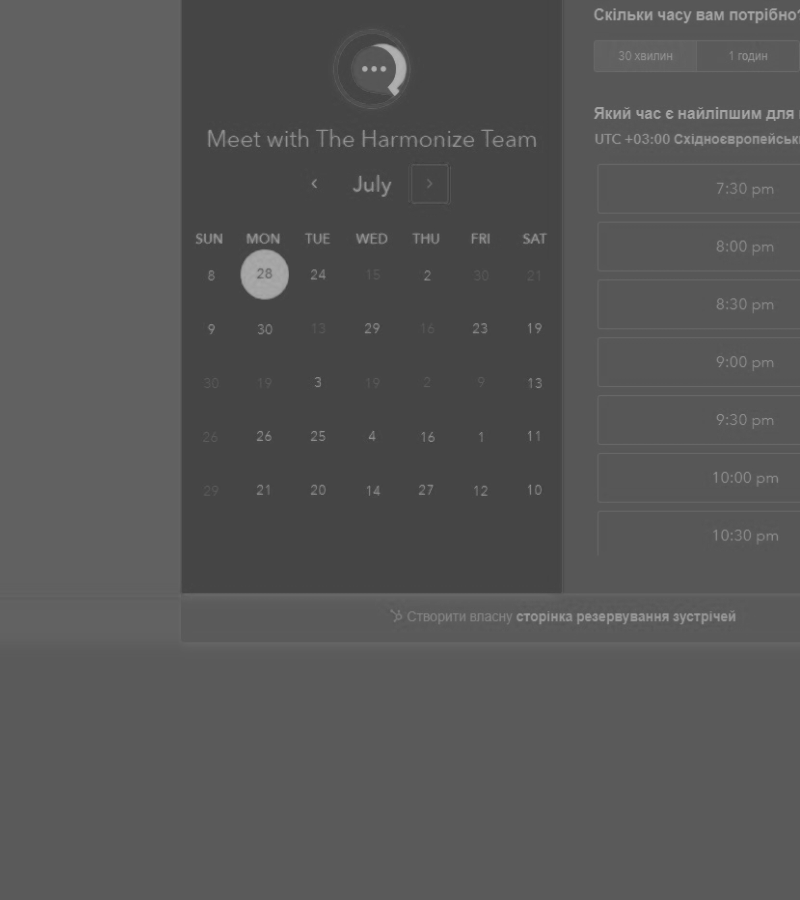 Meet with The Harmonize Team
July
SUN MON TUE WED THU FRI SAT
8 28 24 15 2 30 21
9 30 13 29 16 23 19
30 19 3 19 2 9 13
26 26 25 4 16 1 11
29 21 20 14 27 12 10
Скільки часу вам потрібно?
30 хвилин 1 годин
Який час є найліпшим для
UTC +03:00
7:30 pm
8:00 pm
8:30 pm
9:00 pm
9:30 pm
10:00 pm
10:30 pm
Створити власну сторінка резервування зустрічей